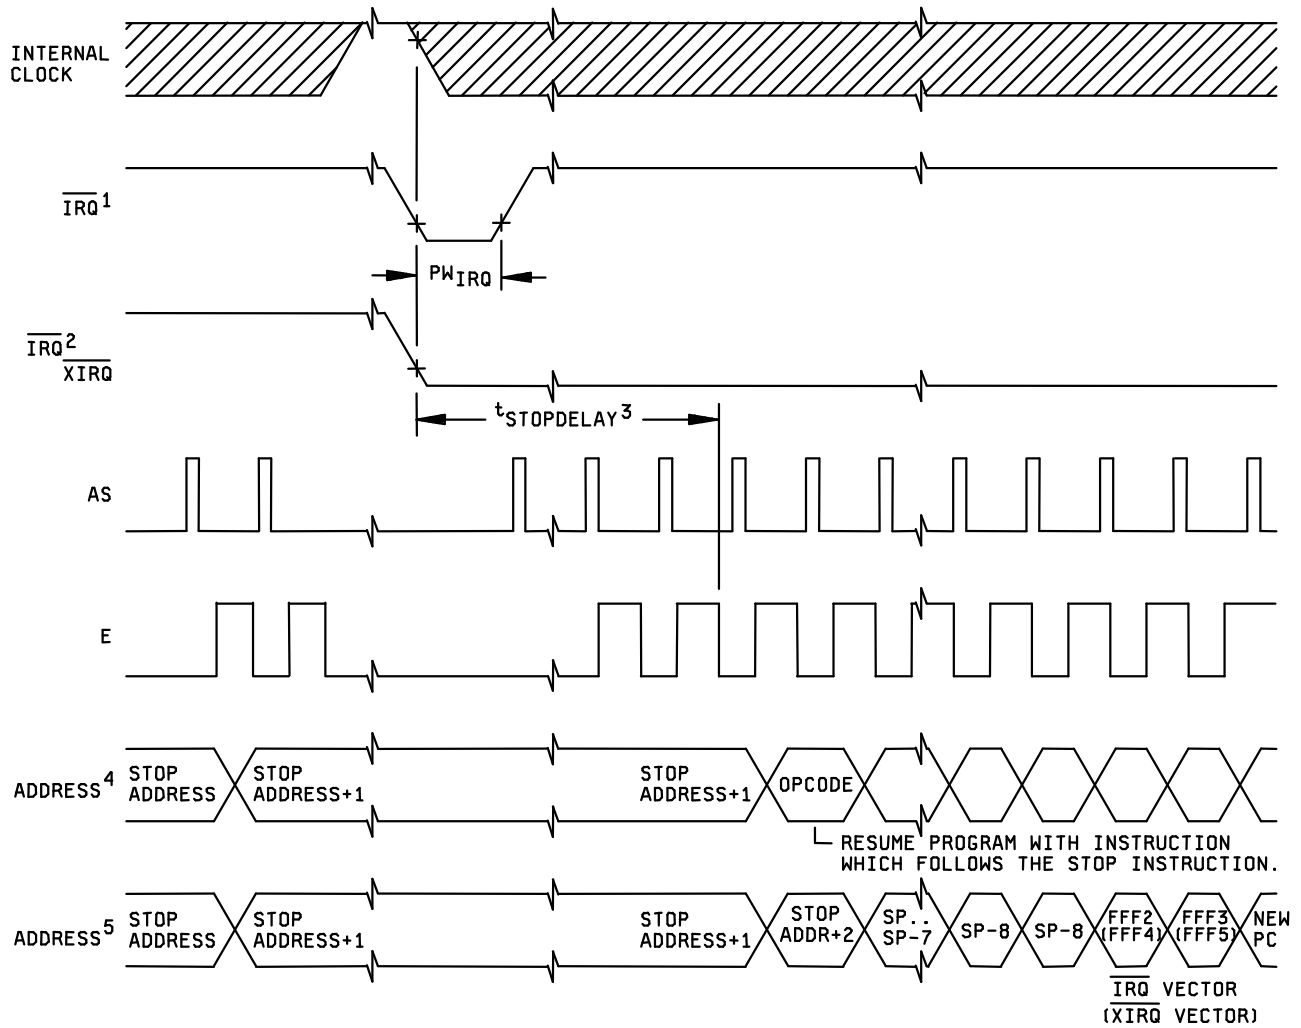 INTERNAL
CLOCK
IRQ1
PWIRQ
IRQ2
XIRQ
tSTOPDELAY3
AS
E
ADDRESS4
STOP
ADDRESS
STOP
ADDRESS+1
STOP
ADDRESS+1
OPCODE
RESUME PROGRAM WITH INSTRUCTION
WHICH FOLLOWS THE STOP INSTRUCTION.
ADDRESS5
STOP
ADDRESS
STOP
ADDRESS+1
STOP
ADDRESS+1
STOP
ADDR+2
SP..
SP-7
SP-8
SP-8
FFF2
(FFF4)
FFF3
(FFF5)
NEW
PC
IRQ VECTOR
(XIRQ VECTOR)